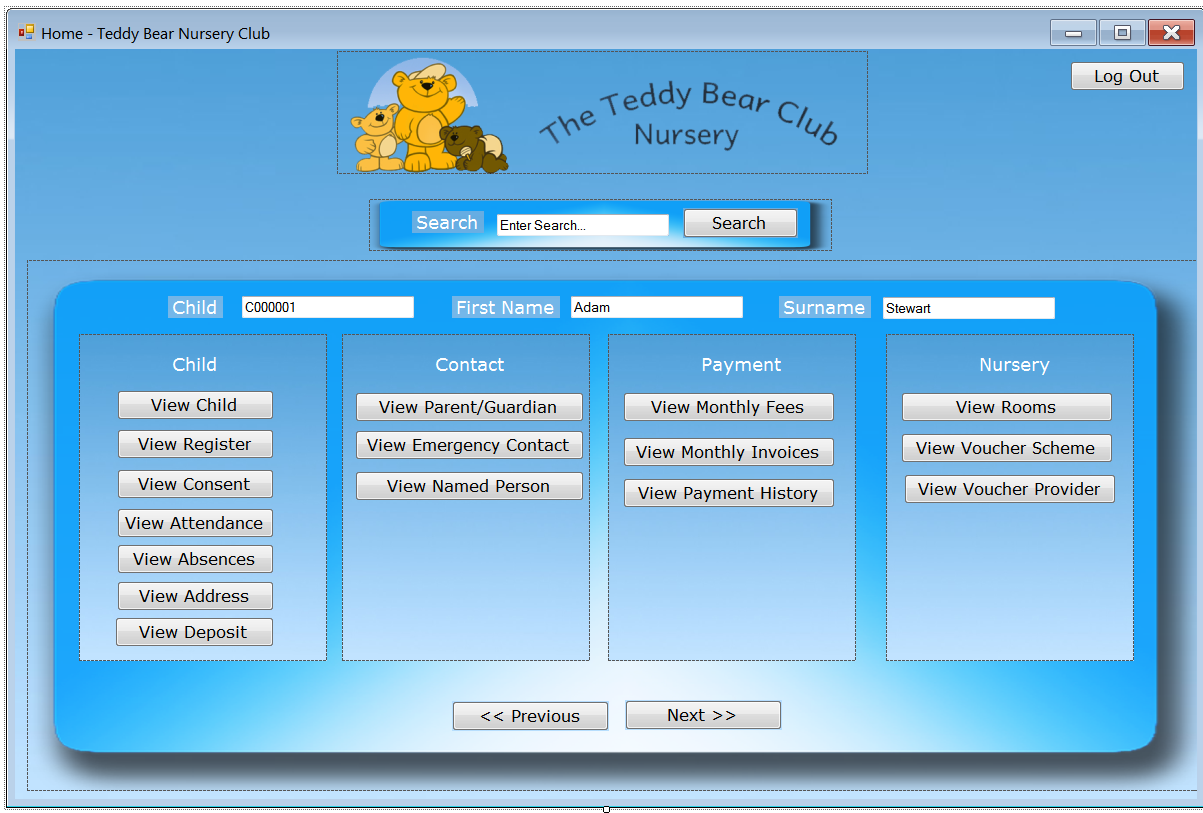 Home - Teddy Bear Nursery Club
Log Out
The Teddy Bear Club
Nursery
Search Enter Search... Search
Child C000001 First Name Adam Surname Stewart
Child
View Child
View Register
View Consent
View Attendance
View Absences
View Address
View Deposit
Contact
View Parent/Guardian
View Emergency Contact
View Named Person
Payment
View Monthly Fees
View Monthly Invoices
View Payment History
Nursery
View Rooms
View Voucher Scheme
View Voucher Provider
<< Previous Next >>